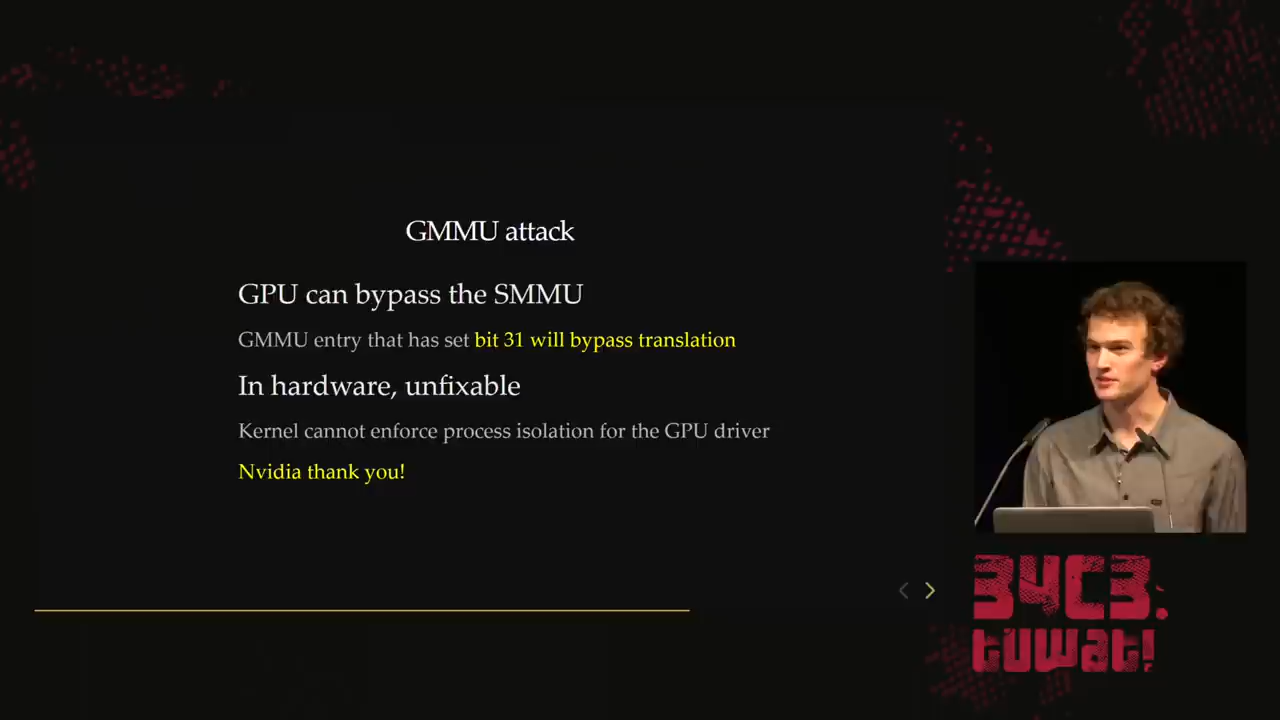 GMMU attack
GPU can bypass the SMMU
GMMU entry that has set bit 31 will bypass translation
In hardware, unfixable
Kernel cannot enforce process isolation for the GPU driver
Nvidia thank you!
34C3:
tuwat!